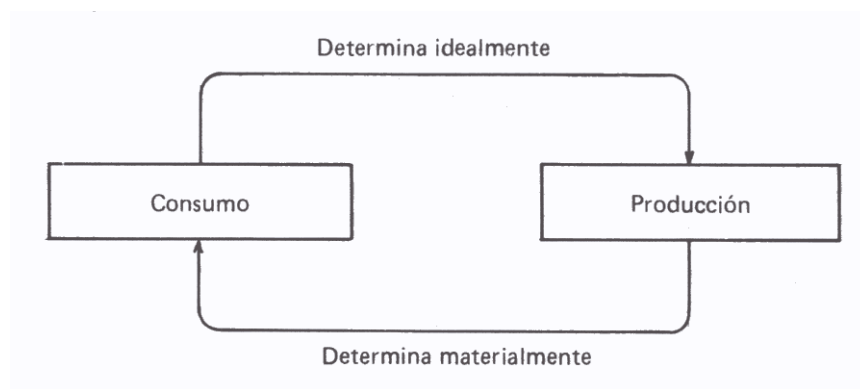 Determina idealmente
Consumo
Producción
Determina materialmente